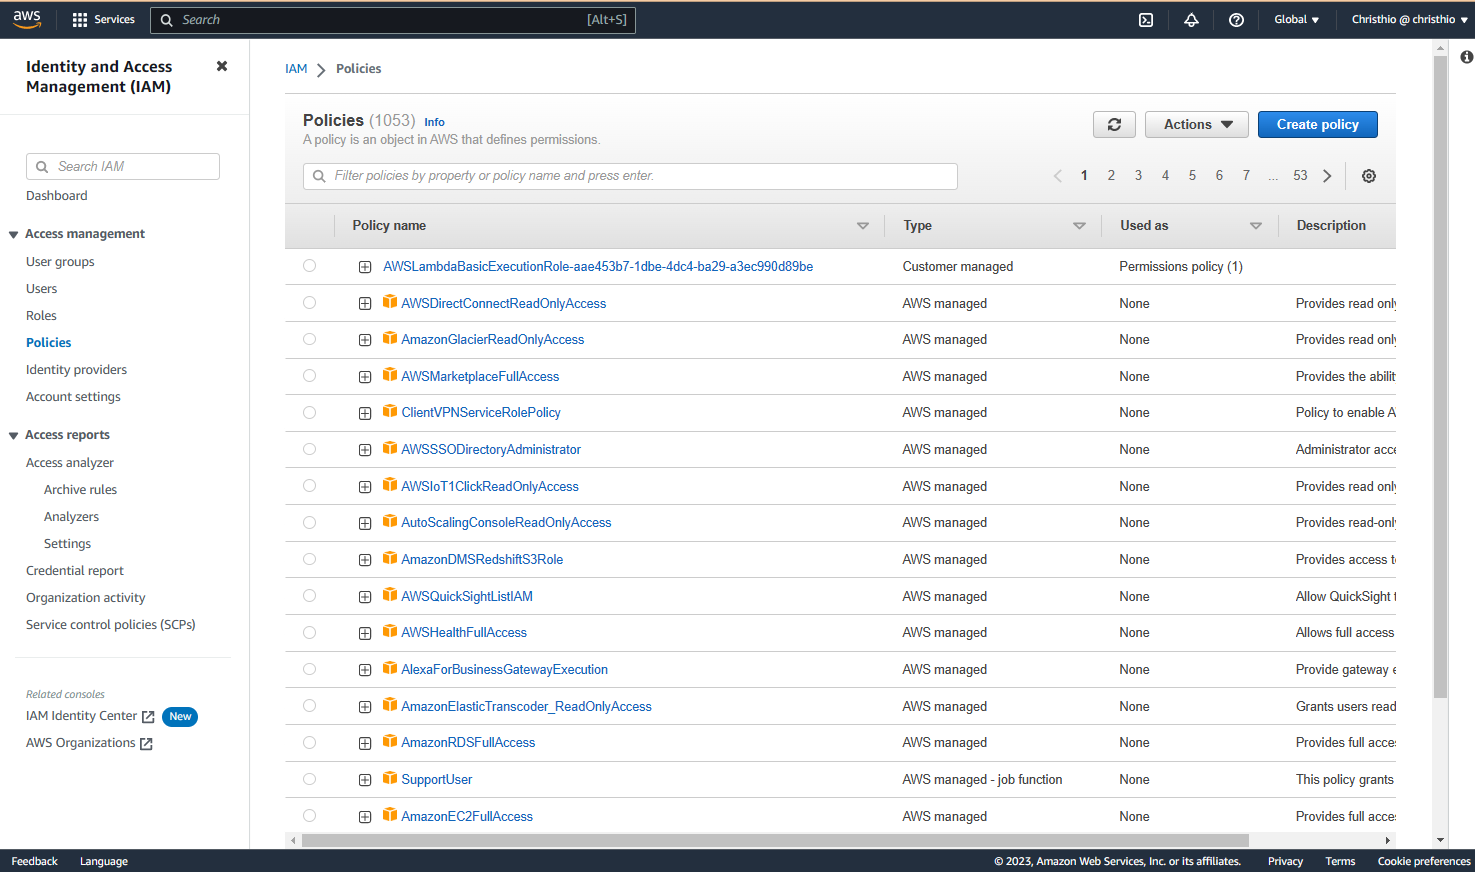 aws Services Search [Alt+S] Global Christhio @ christhio
Identity and Access
Management (IAM)
Search IAM
Dashboard
Access management
User groups
Users
Roles
Policies
Identity providers
Account settings
Access reports
Access analyzer
Archive rules
Analyzers
Settings
Credential report
Organization activity
Service control policies (SCPs)
Related consoles
IAM Identity Center New
AWS Organizations
IAM Policies
Policies (1053) Info
A policy is an object in AWS that defines permissions.
Actions Create policy
Filter policies by property or policy name and press enter.
1 2 3 4 5 6 7 ... 53
Policy name Type Used as Description
AWSLambdaBasicExecutionRole-aae453b7-1dbe-4dc4-ba29-a3ec990d89be Customer managed Permissions policy (1)
AWSDirectConnectReadOnlyAccess AWS managed None Provides read only
AmazonGlacierReadOnlyAccess AWS managed None Provides read only
AWSMarketplaceFullAccess AWS managed None Provides the abilit
ClientVPNServiceRolePolicy AWS managed None Policy to enable A
AWSSSODirectoryAdministrator AWS managed None Administrator acce
AWSIoT1ClickReadOnlyAccess AWS managed None Provides read only
AutoScalingConsoleReadOnlyAccess AWS managed None Provides read-only
AmazonDMSRedshiftS3Role AWS managed None Provides access to
AWSQuickSightListIAM AWS managed None Allow QuickSight t
AWSHealthFullAccess AWS managed None Allows full access
AlexaForBusinessGatewayExecution AWS managed None Provide gateway e
AmazonElasticTranscoder_ReadOnlyAccess AWS managed None Grants users read
AmazonRDSFullAccess AWS managed None Provides full acce
SupportUser AWS managed - job function None This policy grants
AmazonEC2FullAccess AWS managed None Provides full acce
Feedback Language © 2023, Amazon Web Services, Inc. or its affiliates. Privacy Terms Cookie preferences